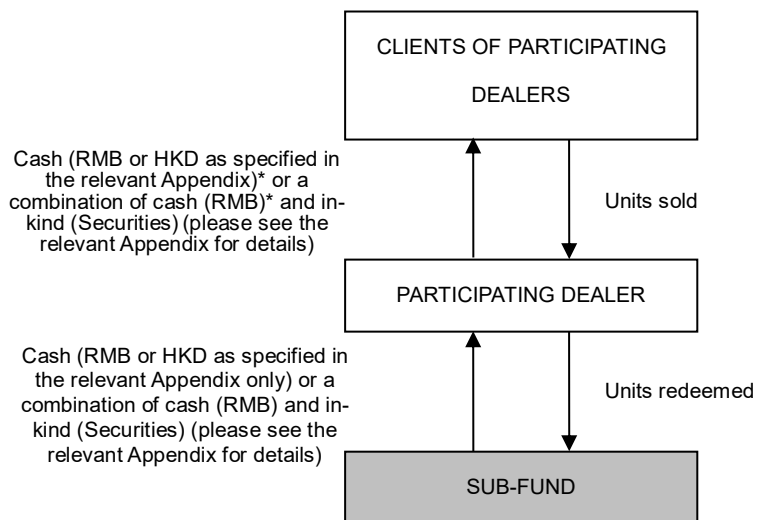 CLIENTS OF PARTICIPATING
DEALERS
Cash (RMB or HKD as specified in
the relevant Appendix)* or a
combination of cash (RMB)* and in-
kind (Securities) (please see the
relevant Appendix for details)
Units sold
PARTICIPATING DEALER
Cash (RMB or HKD as specified in
the relevant Appendix only) or a
combination of cash (RMB) and in-
kind (Securities) (please see the
relevant Appendix for details)
Units redeemed
SUB-FUND